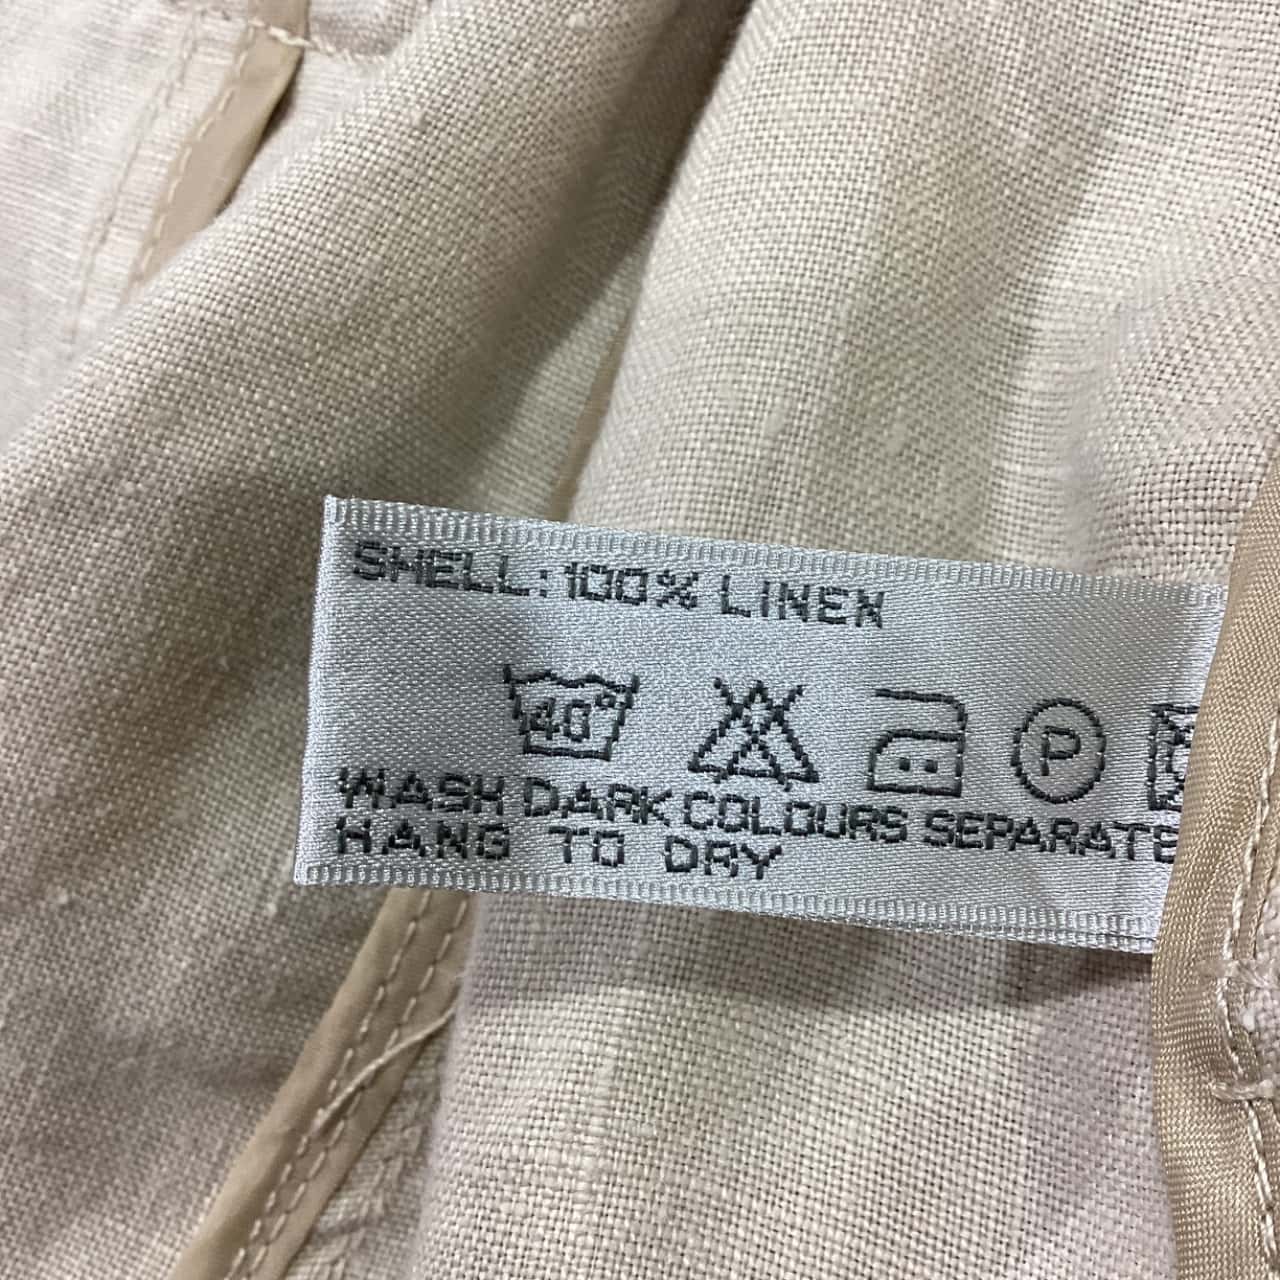 SHELL: 100% LINEN
40°
P
WASH DARK COLOURS SEPARATE
HANG TO DRY